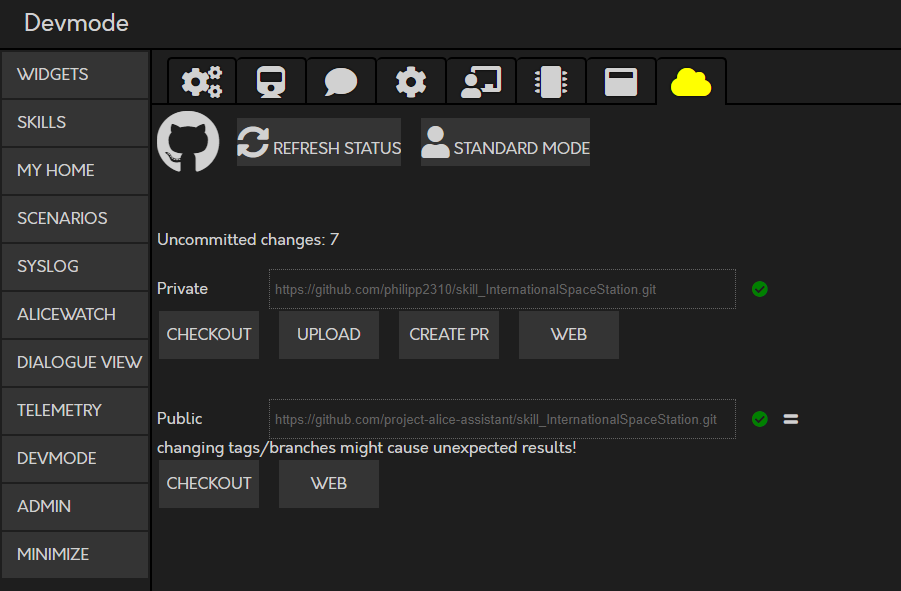 Devmode
WIDGETS
SKILLS
MY HOME
SCENARIOS
SYSLOG
ALICEWATCH
DIALOGUE VIEW
TELEMETRY
DEVMODE
ADMIN
MINIMIZE
REFRESH STATUS STANDARD MODE
Uncommitted changes: 7
Private https://github.com/philipp2310/skill_InternationalSpaceStation.git
CHECKOUT UPLOAD CREATE PR WEB
Public https://github.com/project-alice-assistant/skill_InternationalSpaceStation.git
changing tags/branches might cause unexpected results!
CHECKOUT WEB